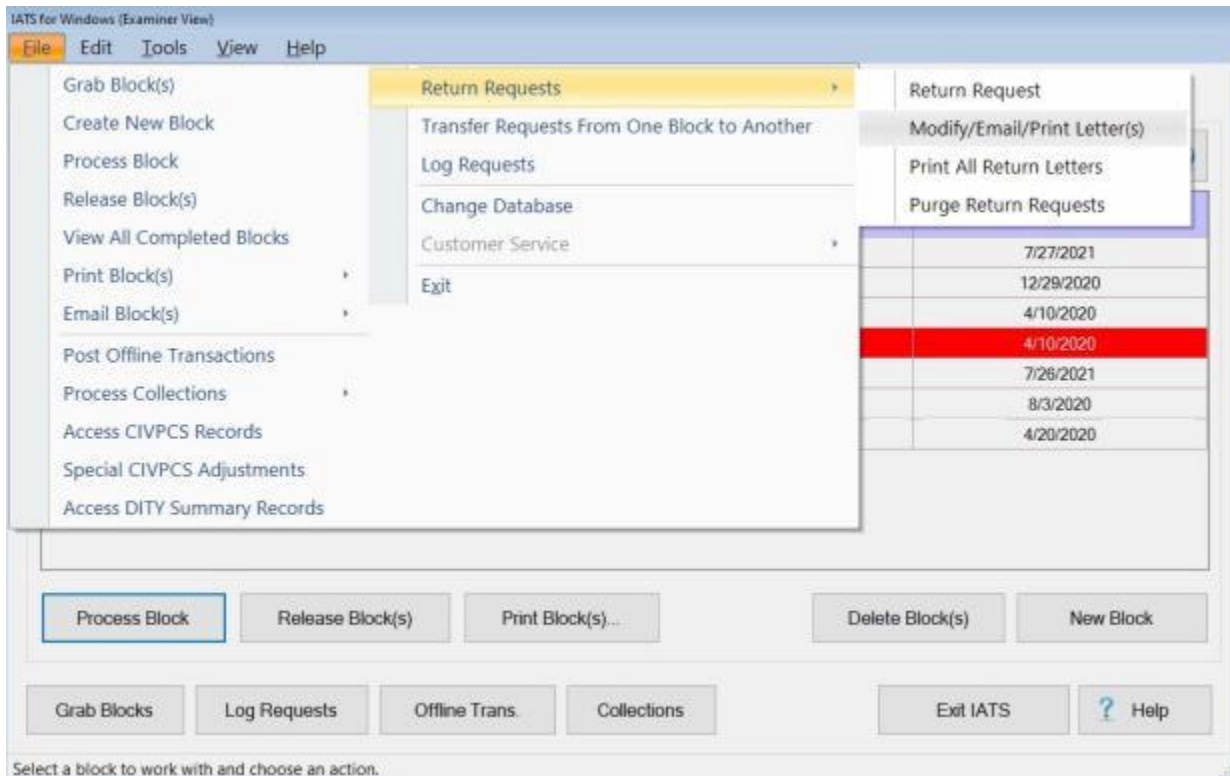 IATS for Windows (Examiner View)
File Edit Tools View Help
Grab Block(s)
Create New Block
Process Block
Release Block(s)
View All Completed Blocks
Print Block(s)
Email Block(s)
Post Offline Transactions
Process Collections
Access CIVPCS Records
Special CIVPCS Adjustments
Access DITY Summary Records
Return Requests
Transfer Requests From One Block to Another
Log Requests
Change Database
Customer Service
Exit
Return Request
Modify/Email/Print Letter(s)
Print All Return Letters
Purge Return Requests
7/27/2021
12/29/2020
4/10/2020
4/10/2020
7/26/2021
8/3/2020
4/20/2020
Process Block Release Block(s) Print Block(s)... Delete Block(s) New Block
Grab Blocks Log Requests Offline Trans. Collections Exit IATS ? Help
Select a block to work with and choose an action.